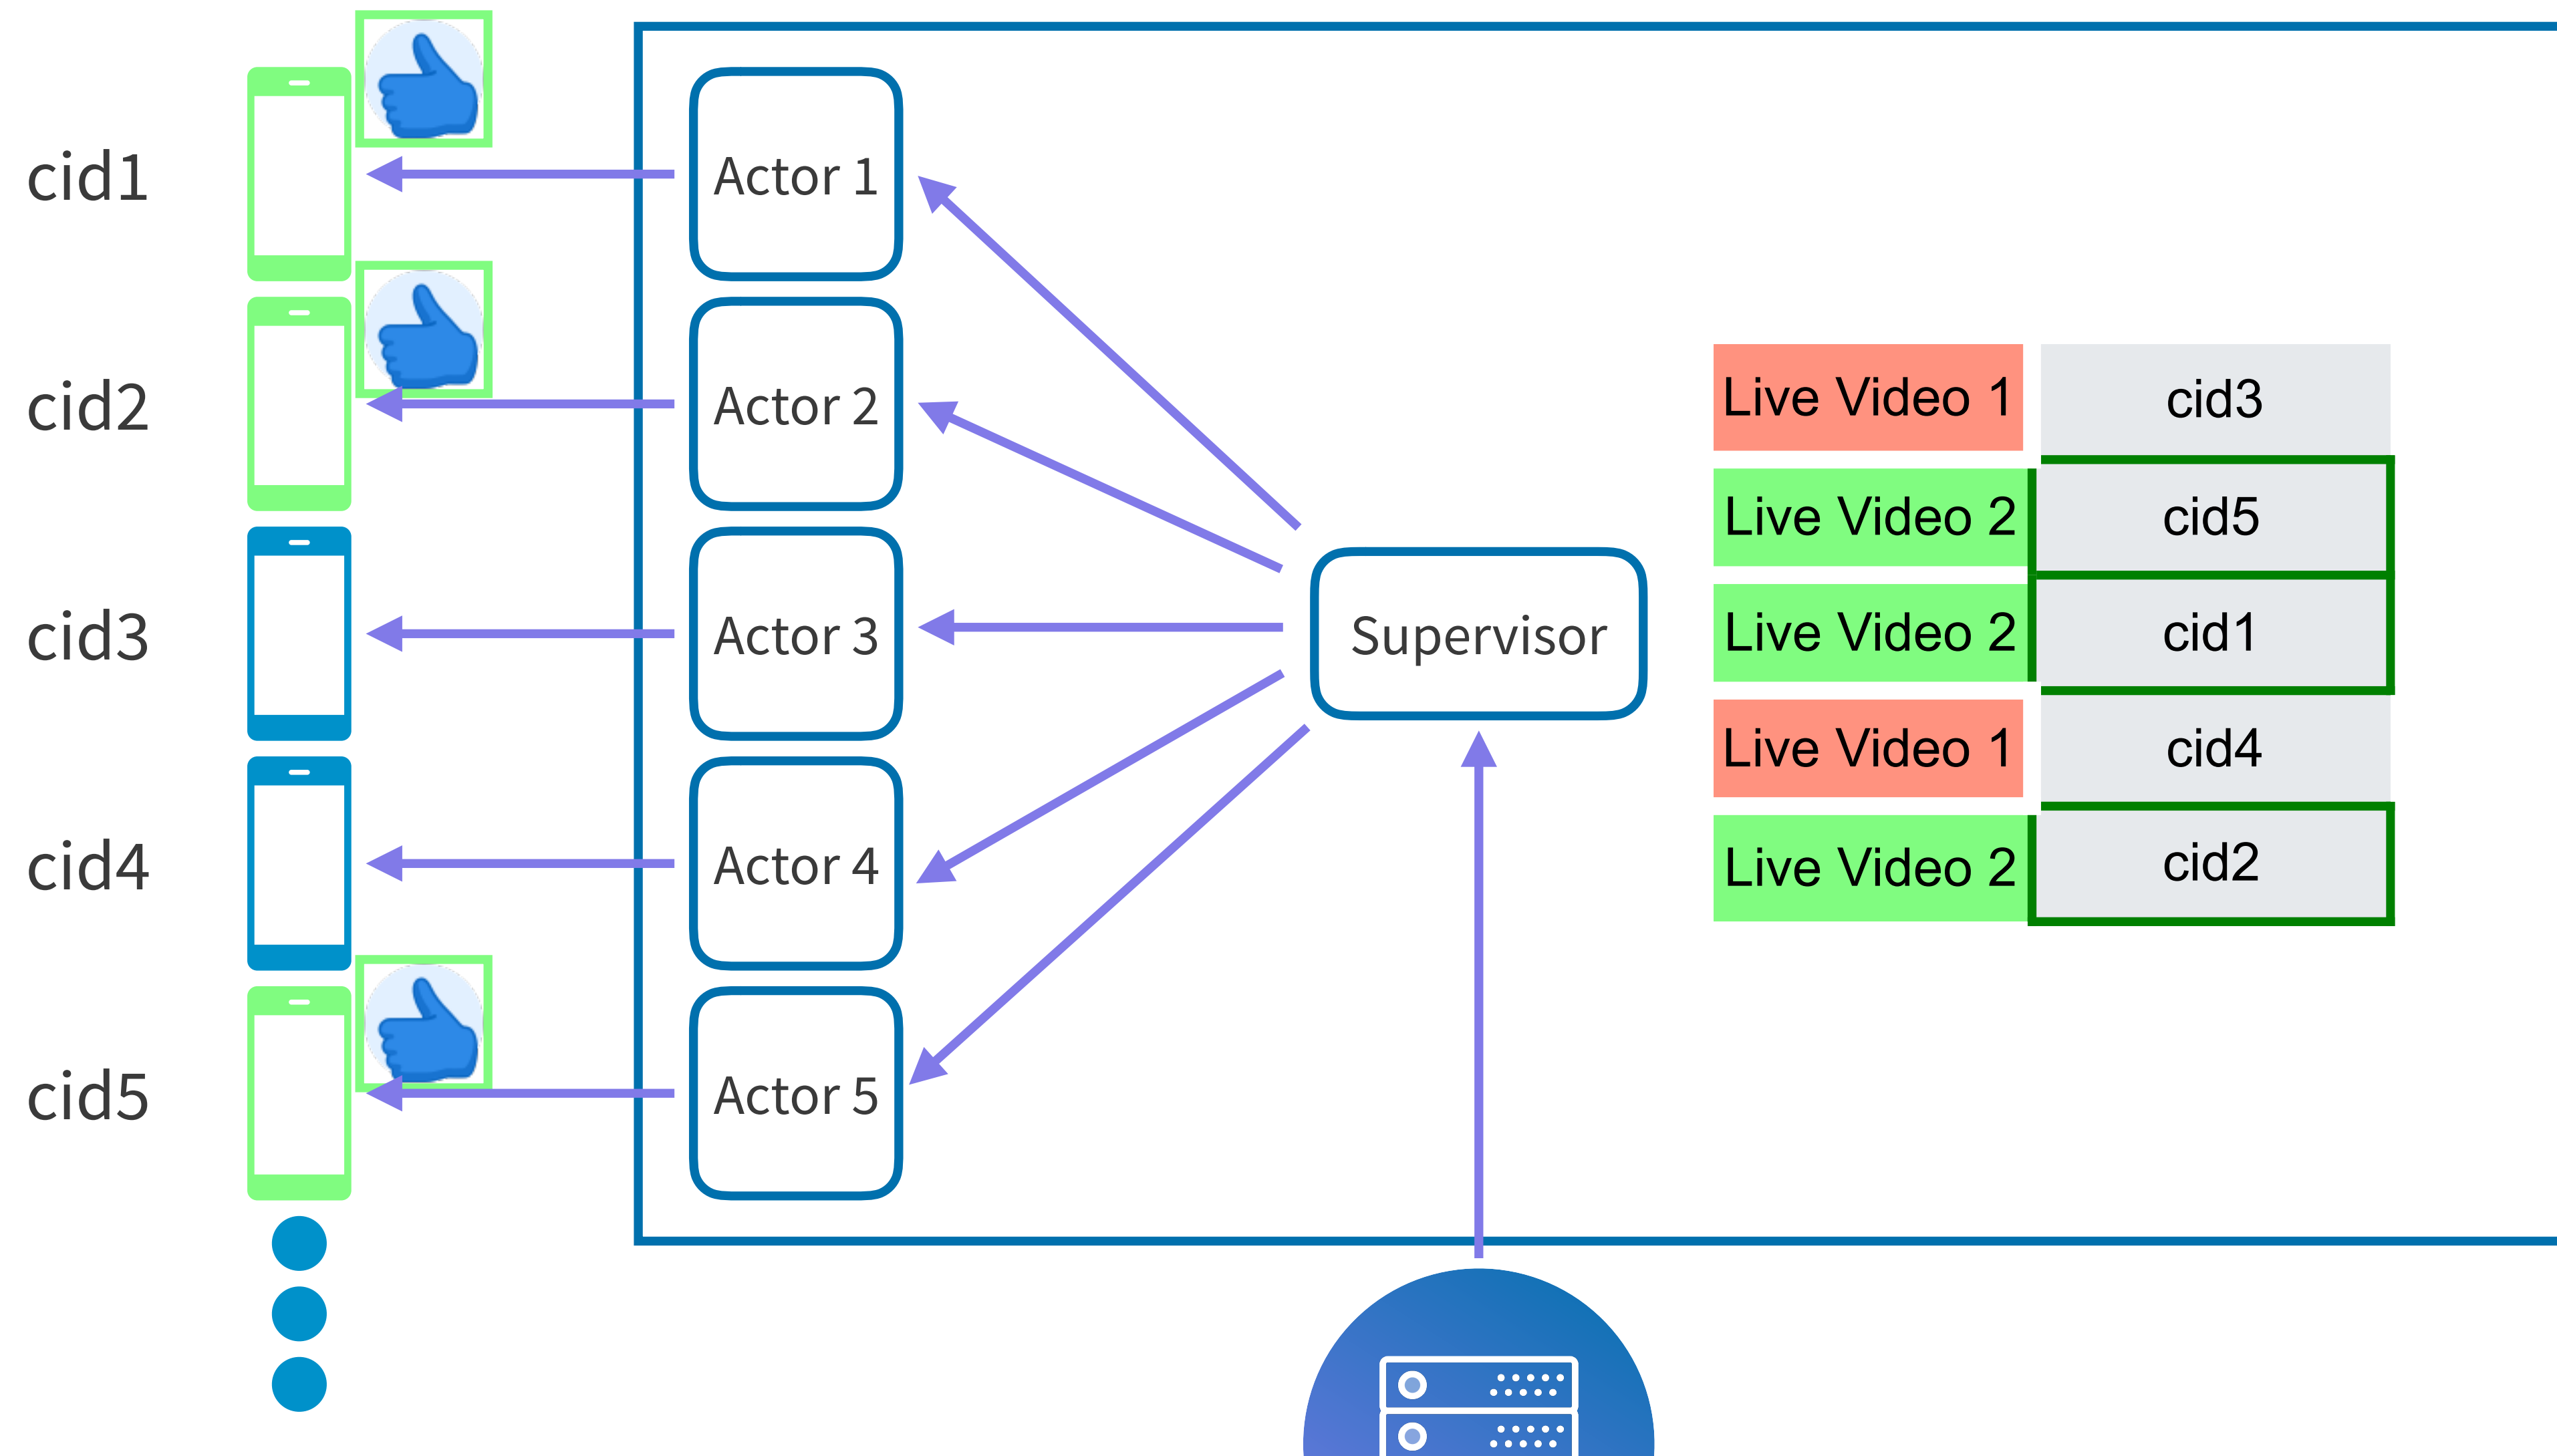 cid1
Actor 1
cid2
Actor 2
cid3
Actor 3
cid4
Actor 4
cid5
Actor 5
Supervisor
Live Video 1 cid3
Live Video 2 cid5
Live Video 2 cid1
Live Video 1 cid4
Live Video 2 cid2